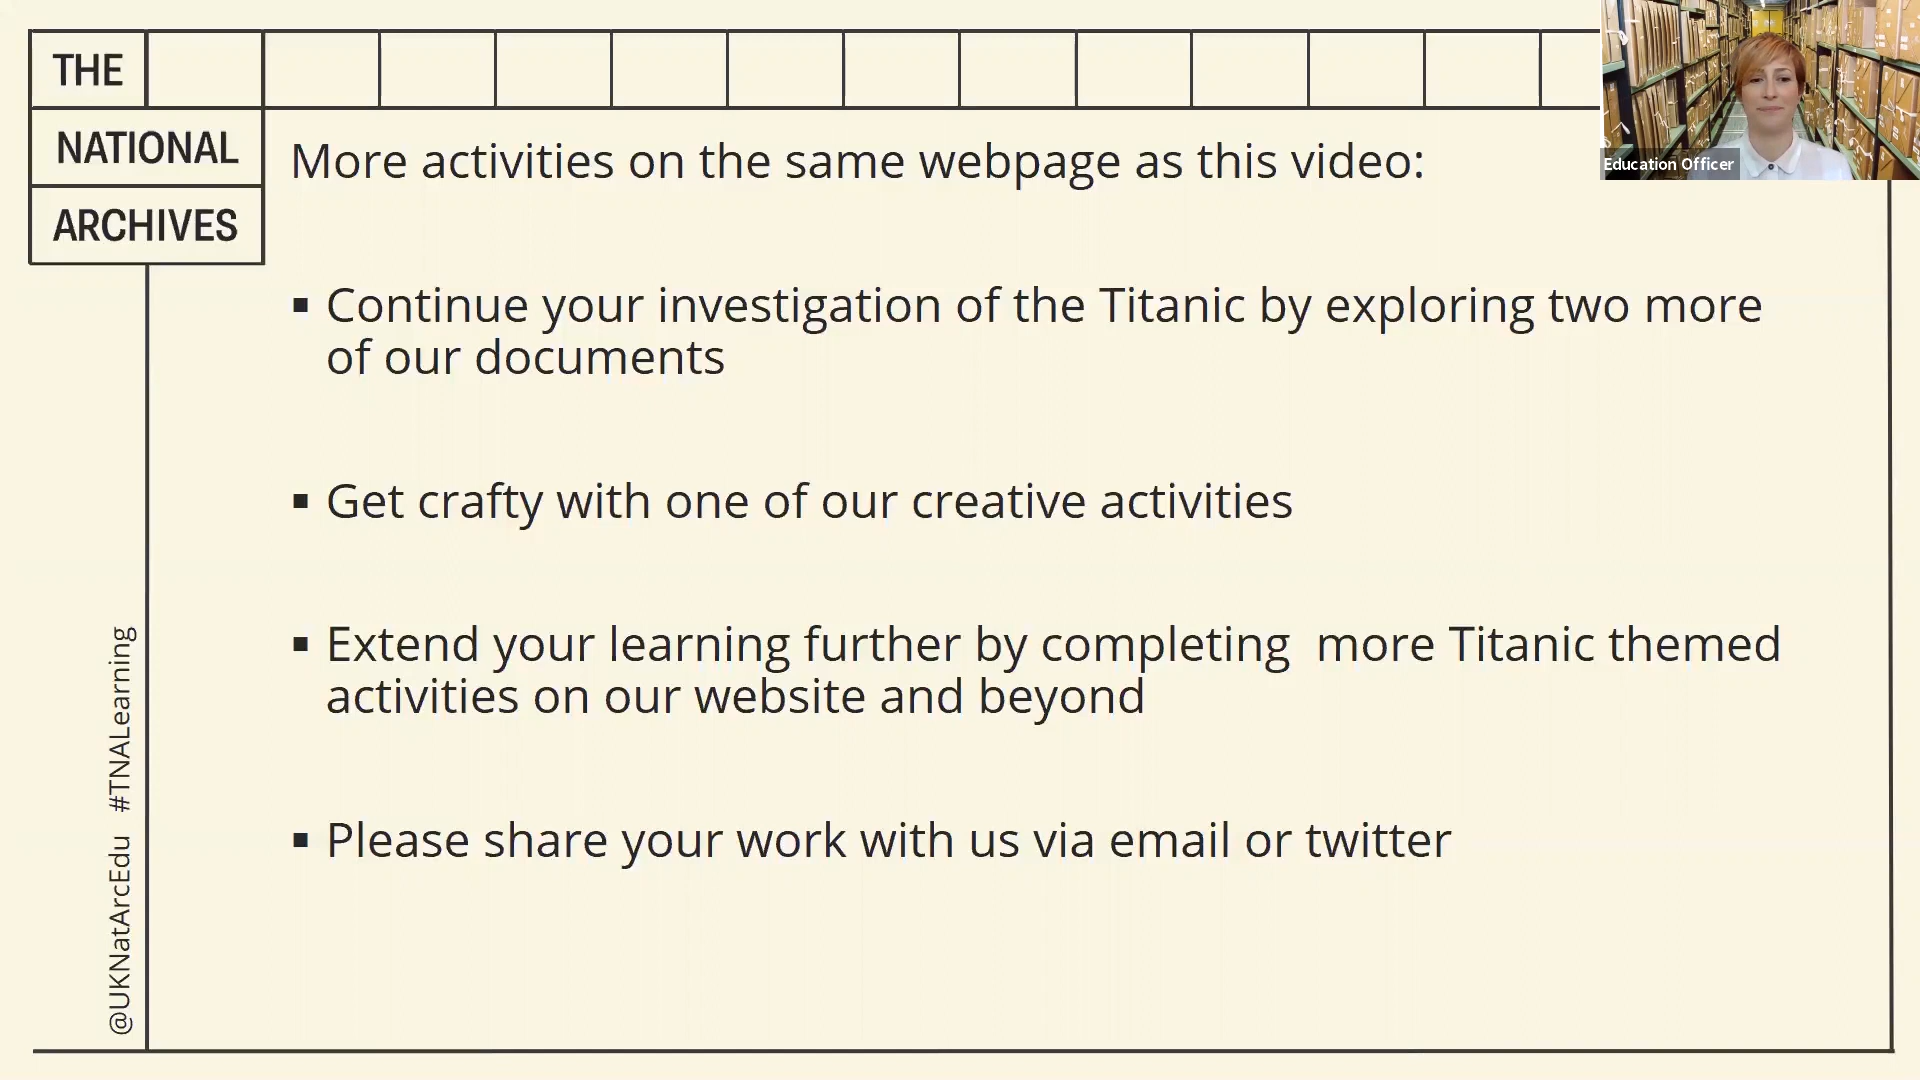 THE
NATIONAL
ARCHIVES
Education Officer
More activities on the same webpage as this video:
▪ Continue your investigation of the Titanic by exploring two more
of our documents
▪ Get crafty with one of our creative activities
▪ Extend your learning further by completing  more Titanic themed
activities on our website and beyond
▪ Please share your work with us via email or twitter
@UKNatArcEdu #TNALearning